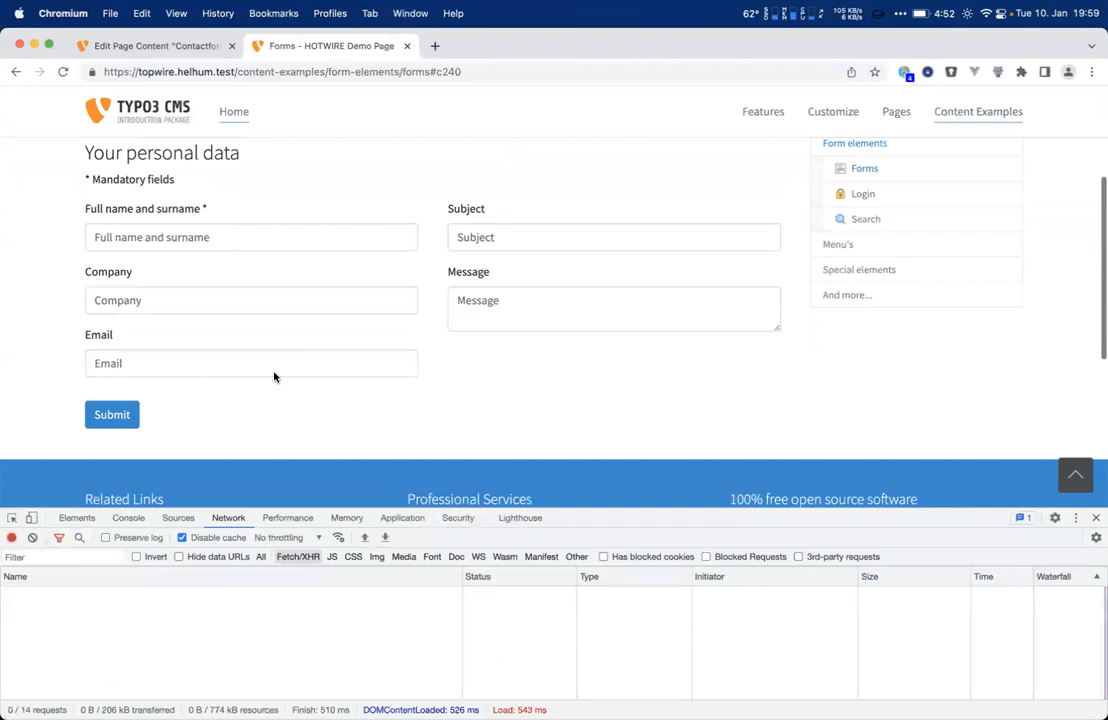 Chromium File Edit View History Bookmarks Profiles Tab Window Help 62° 105 KB/s 6 KB/s 4:52 Tue 10. Jan 19:59
Edit Page Content "Contactfor Forms - HOTWIRE Demo Page
https://topwire.helhum.test/content-examples/form-elements/forms#c240 4
TYPO3 CMS
INTRODUCTION PACKAGE
Home Features Customize Pages Content Examples
Your personal data
* Mandatory fields
Full name and surname *
Full name and surname
Company
Company
Email
Email
Submit
Subject
Subject
Message
Message
Form elements
Forms
Login
Search
Menu's
Special elements
And more...
Related Links Professional Services 100% free open source software
Elements Console Sources Network Performance Memory Application Security Lighthouse 1
Preserve log Disable cache No throttling
Filter Invert Hide data URLs All Fetch/XHR JS CSS Img Media Font Doc WS Wasm Manifest Other Has blocked cookies Blocked Requests 3rd-party requests
Name Status Type Initiator Size Time Waterfall
0 / 14 requests 0 B / 206 kB transferred 0 B / 774 kB resources Finish: 510 ms DOMContentLoaded: 526 ms Load: 543 ms